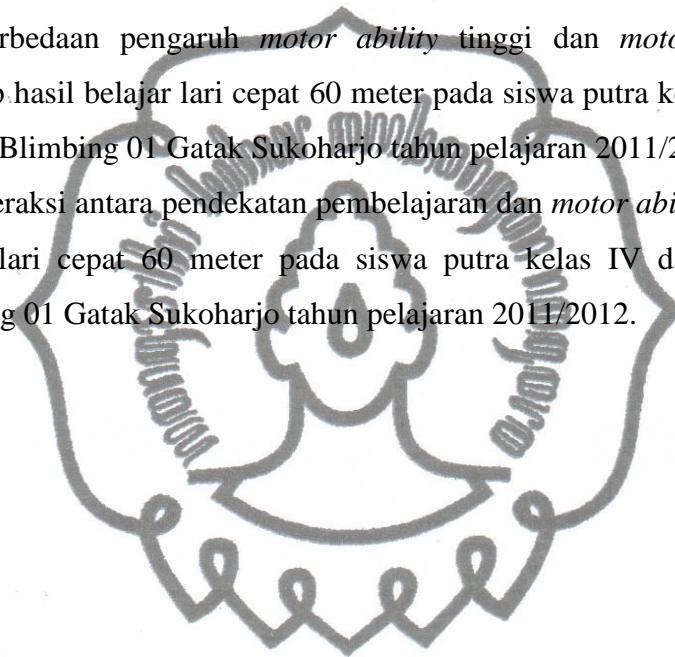 erbedaan pengaruh motor ability tinggi dan moto
hasil belajar lari cepat 60 meter pada siswa putra ke
Blimbing 01 Gatak Sukoharjo tahun pelajaran 2011/2
eraksi antara pendekatan pembelajaran dan motor abi
lari cepat 60 meter pada siswa putra kelas IV da
g 01 Gatak Sukoharjo tahun pelajaran 2011/2012.